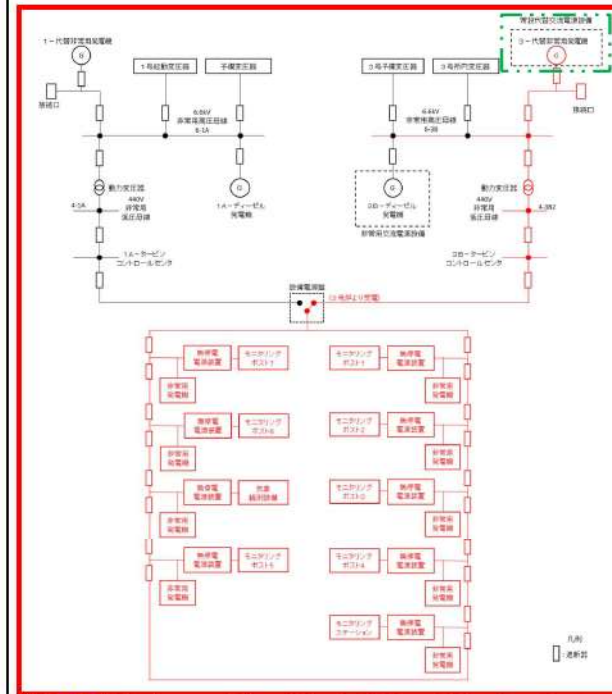 常設代替交流電源設備
1－代替非常用発電機
G
接続口
1号起動変圧器
予備変圧器
6.6kV
非常用高圧母線
6-1A
動力変圧器
4-1A
440V
非常用
低圧母線
1A－ディーゼル
発電機
G
1A－タービン
コントロールセンタ
3号予備変圧器
3号所内変圧器
3－代替非常用発電機
G
接続口
6.6kV
非常用高圧母線
6-3B
G
3B－ディーゼル
発電機
非常用交流電源設備
動力変圧器
440V
非常用
低圧母線
4-3B2
3B－タービン
コントロールセンタ
設備電源盤
(3号炉より受電)
無停電
電源装置
モニタリング
ポスト7
非常用
発電機
モニタリング
ポスト1
無停電
電源装置
非常用
発電機
無停電
電源装置
モニタリング
ポスト6
非常用
発電機
モニタリング
ポスト2
無停電
電源装置
非常用
発電機
無停電
電源装置
気象
観測設備
非常用
発電機
モニタリング
ポスト3
無停電
電源装置
非常用
発電機
無停電
電源装置
モニタリング
ポスト5
非常用
発電機
モニタリング
ポスト4
無停電
電源装置
非常用
発電機
モニタリング
ステーション
無停電
電源装置
非常用
発電機
凡例
：遮断器